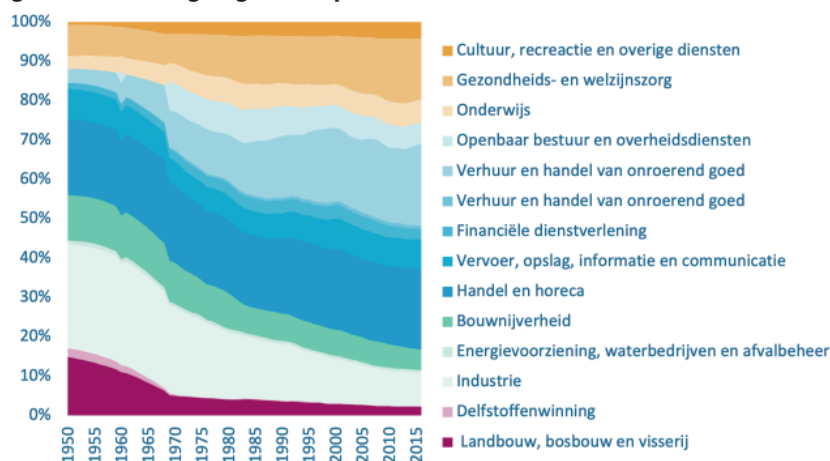 100%
90%
80%
70%
60%
50%
40%
30%
20%
10%
0%
1950
1955
1960
1965
1970
1975
1980
1985
1990
1995
2000
2005
2010
2015
Cultuur, recreactie en overige diensten
Gezondheids- en welzijnszorg
Onderwijs
Openbaar bestuur en overheidsdiensten
Verhuur en handel van onroerend goed
Verhuur en handel van onroerend goed
Financiële dienstverlening
Vervoer, opslag, informatie en communicatie
Handel en horeca
Bouwnijverheid
Energievoorziening, waterbedrijven en afvalbeheer
Industrie
Delfstoffenwinning
Landbouw, bosbouw en visserij